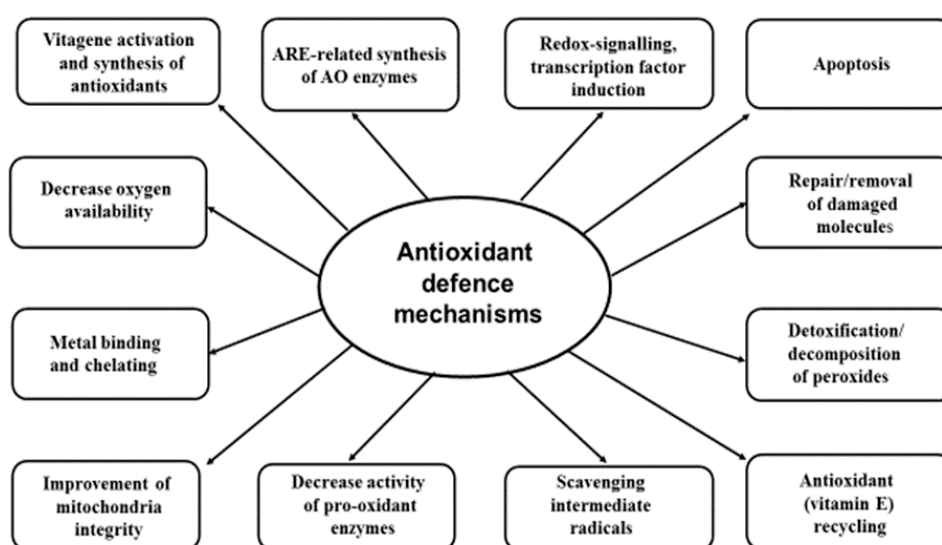 Vitagene activation
and synthesis of
antioxidants
ARE-related synthesis
of AO enzymes
Redox-signalling,
transcription factor
induction
Apoptosis
Decrease oxygen
availability
Repair/removal
of damaged
molecules
Antioxidant
defence
mechanisms
Metal binding
and chelating
Detoxification/
decomposition
of peroxides
Improvement of
mitochondria
integrity
Decrease activity
of pro-oxidant
enzymes
Scavenging
intermediate
radicals
Antioxidant
(vitamin E)
recycling